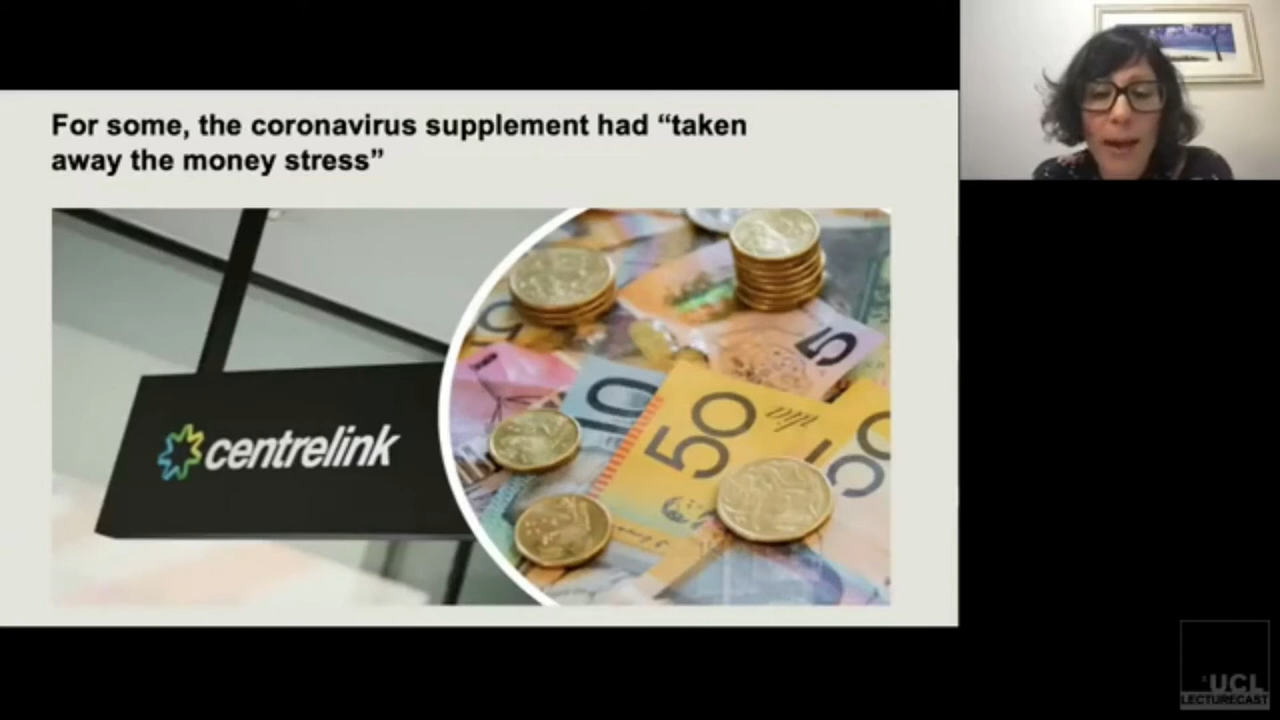 For some, the coronavirus supplement had “taken
away the money stress”
centrelink
5
10
50
50
UCL
LECTURECAST